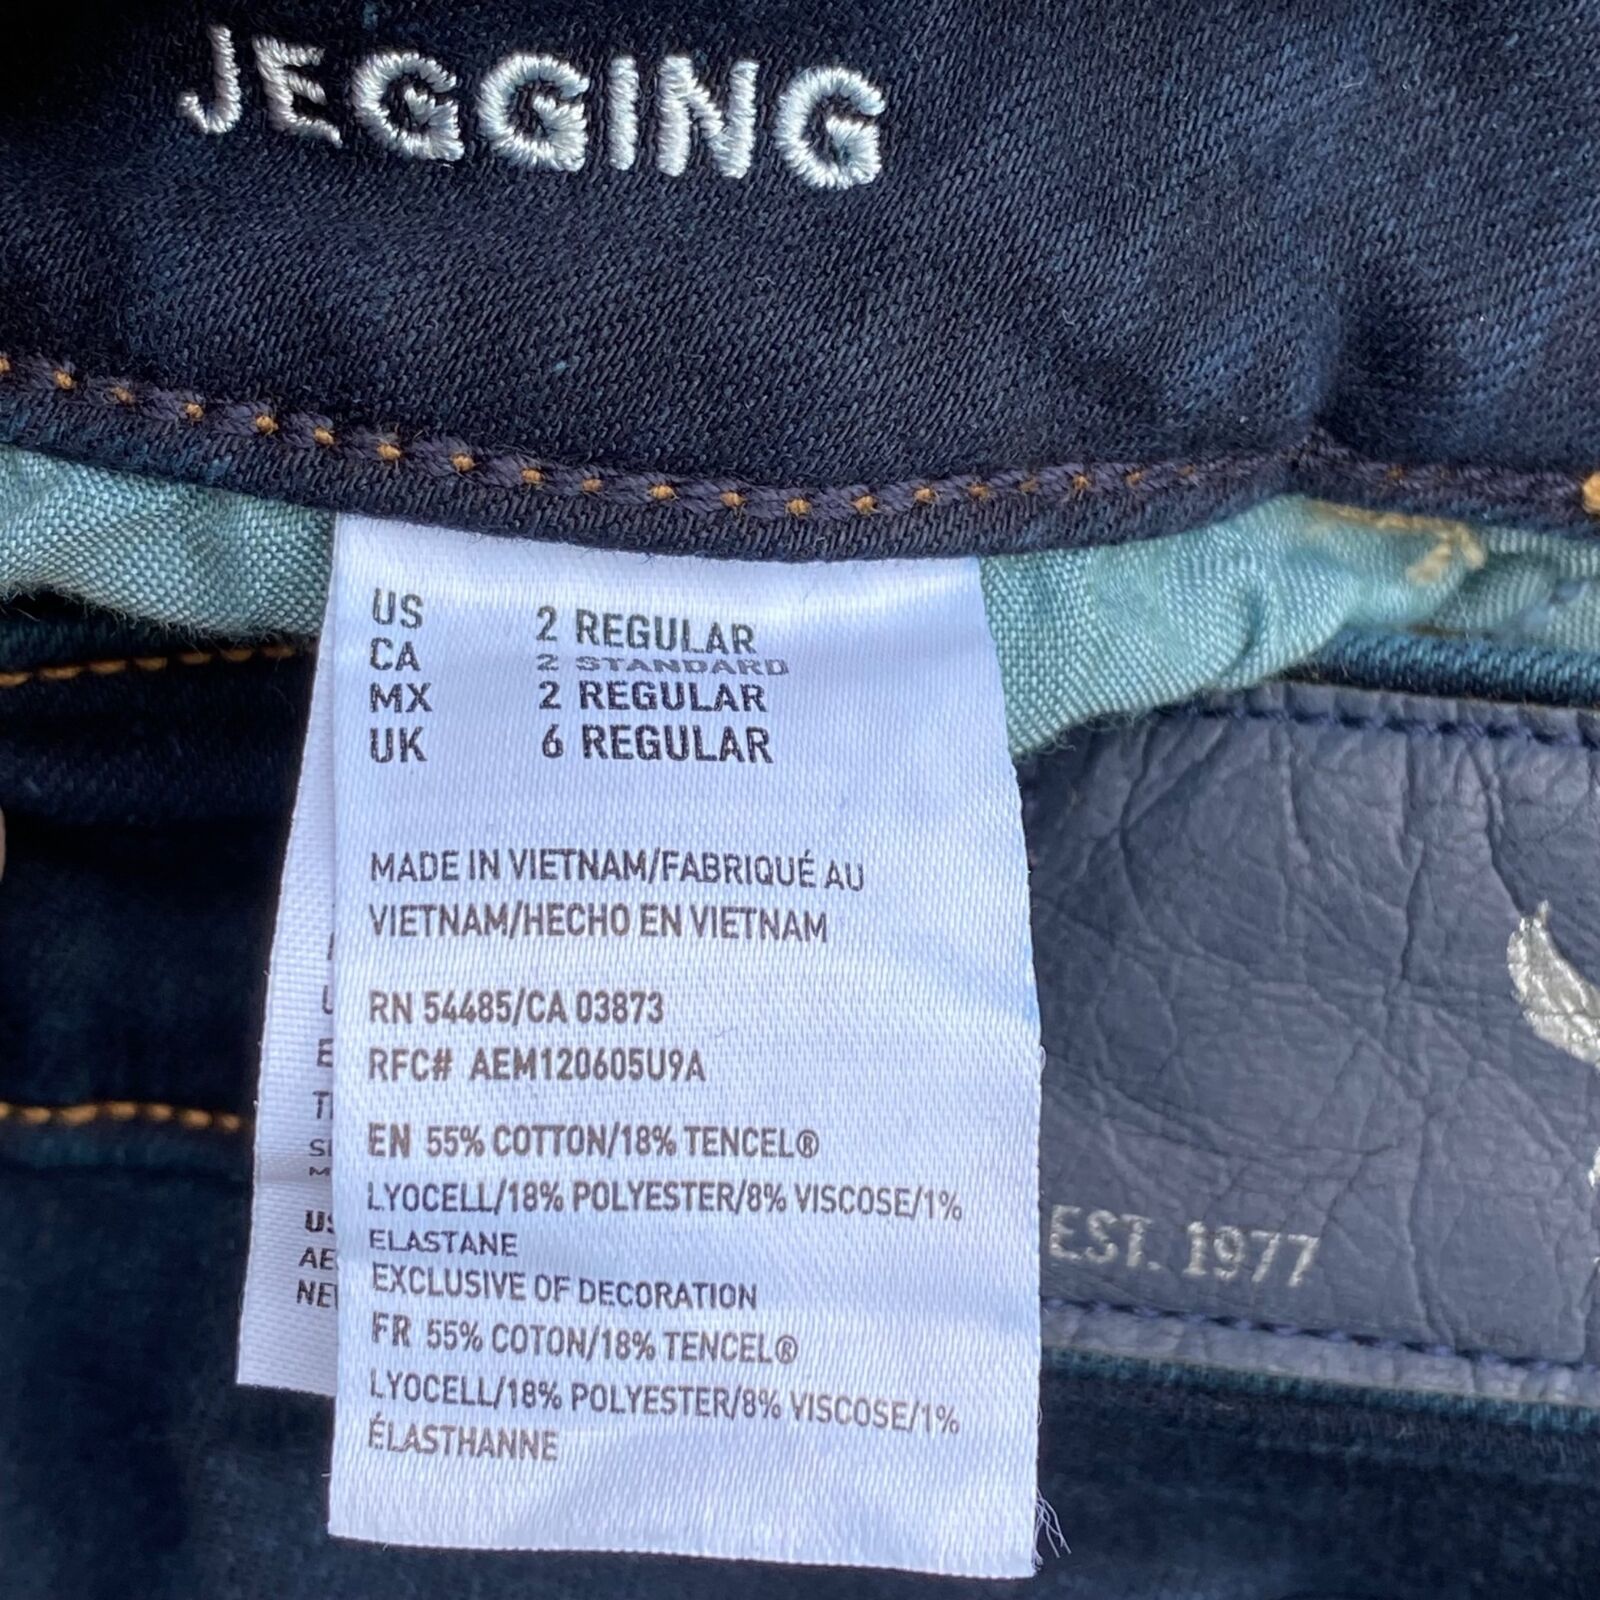 JEGGING
US 2 REGULAR
CA 2 STANDARD
MX 2 REGULAR
UK 6 REGULAR
MADE IN VIETNAM/FABRIQUÉ AU
VIETNAM/HECHO EN VIETNAM
RN 54485/CA 03873
RFC# AEM120605U9A
EN 55% COTTON/18% TENCEL®
LYOCELL/18% POLYESTER/8% VISCOSE/1%
ELASTANE
EXCLUSIVE OF DECORATION
FR 55% COTON/18% TENCEL®
LYOCELL/18% POLYESTER/8% VISCOSE/1%
ÉLASTHANNE
EST. 1977